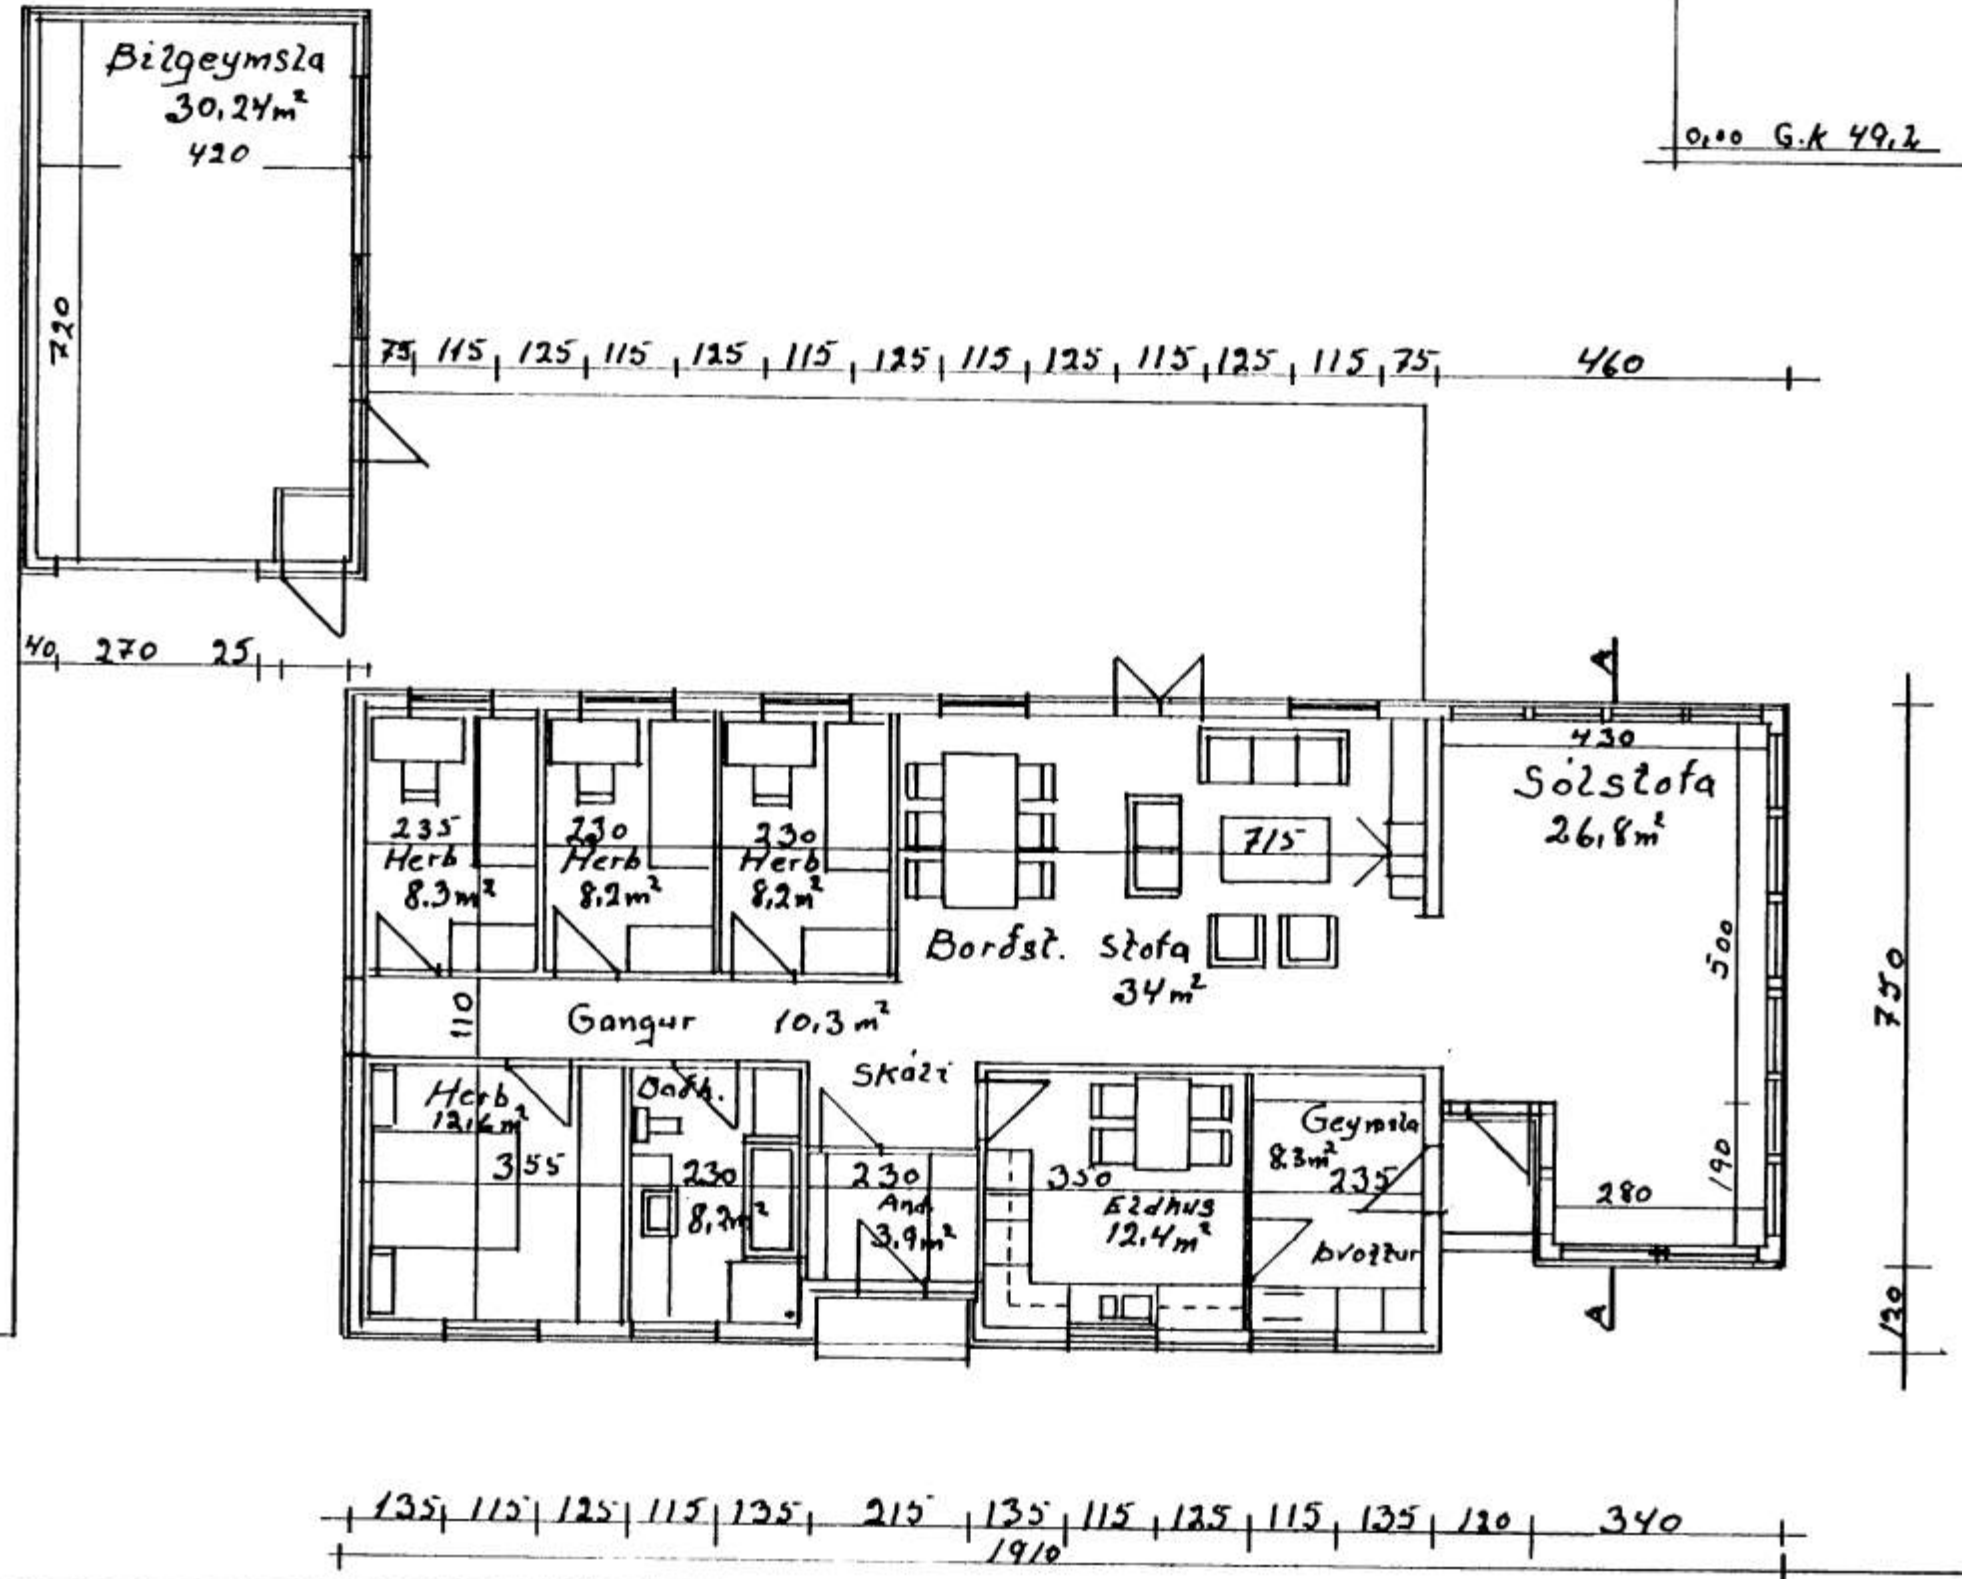 Bílgeymsla
30,24m²
420
720
0,00 G.K 49,2
75 115 125 115 125 115 125 115 125 115 125 115 75 460
40 270 25
A
430
Sólstofa
26,8m²
235
Herb
8.3m²
230
Herb
8,2m²
230
Herb
8,2m²
715
Borðst. Stofa
34m²
500
750
110
Gangur 10.3m²
Skáli
Herb
12,6m²
355
Baðh.
230
8,2m²
230
And.
3.9m²
350
Eldhús
12.4m²
Geymsla
8.3m²
235
Þvottur
190
280
A
130
135 115 125 115 135 215 135 115 125 115 135 120 340
1910